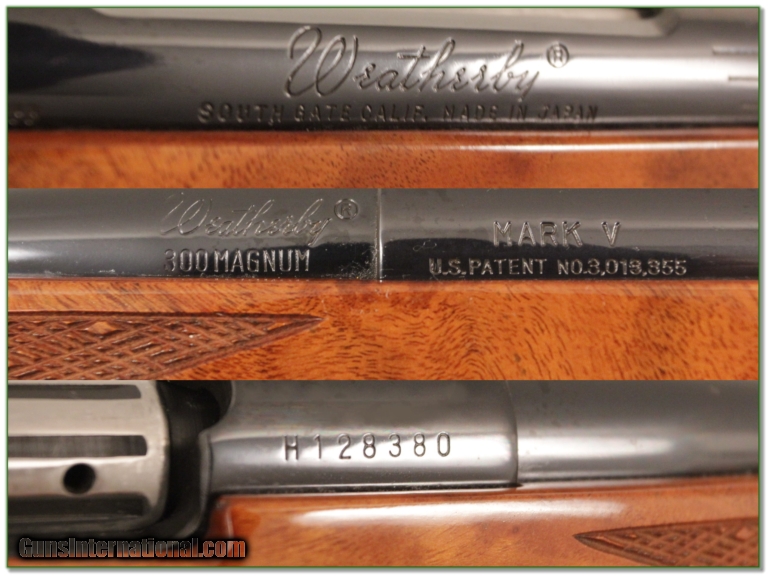 Weatherby®
SOUTH GATE CALIF. MADE IN JAPAN
Weatherby®
300 MAGNUM
MARK V
U.S. PATENT NO. 3,013,355
H128380
GunsInternational.com